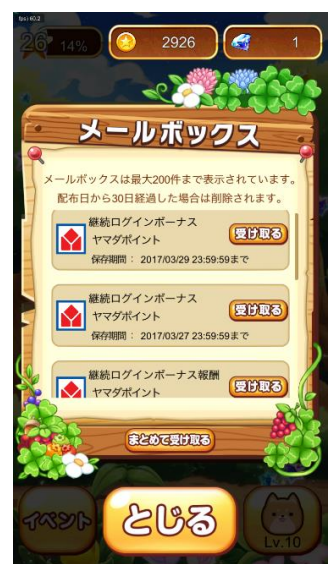 fps:60.2
26 14% 2926 1
メールボックス
メールボックスは最大200件まで表示されています。
配布日から30日経過した場合は削除されます。
継続ログインボーナス
ヤマダポイント
受け取る
保存期間： 2017/03/29 23:59:59まで
継続ログインボーナス
ヤマダポイント
受け取る
保存期間： 2017/03/27 23:59:59まで
継続ログインボーナス報酬
ヤマダポイント
受け取る
まとめて受け取る
イベント
とじる
Lv.10